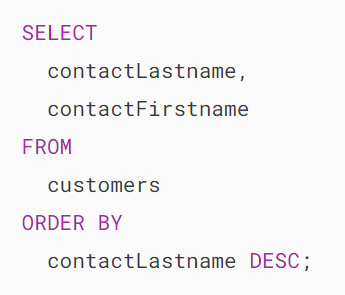 SELECT
contactLastname,
contactFirstname
FROM
customers
ORDER BY
contactLastname DESC;